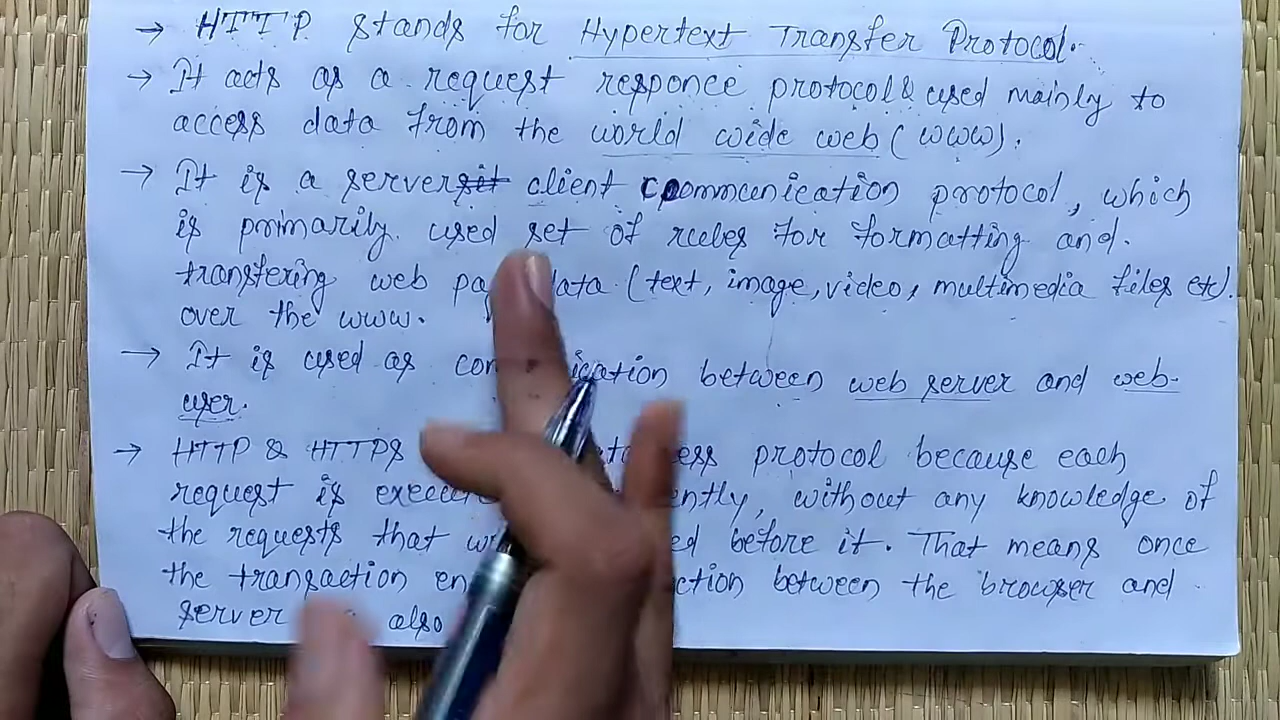 → HTTP stands for Hypertext Transfer Protocol.
→ It acts as a request responce protocol & used mainly to
access data from the world wide web (WWW).
→ It is a server client communication protocol, which
is primarily used set of rules for formatting and
transfering web data (text, image, video, multimedia files etc).
over the www.
→ It is used as between web server and web-
user.
→ HTTP & HTTPS protocol because each
request is without any knowledge of
the requests that before it. That means once
the transaction between the browser and
server also